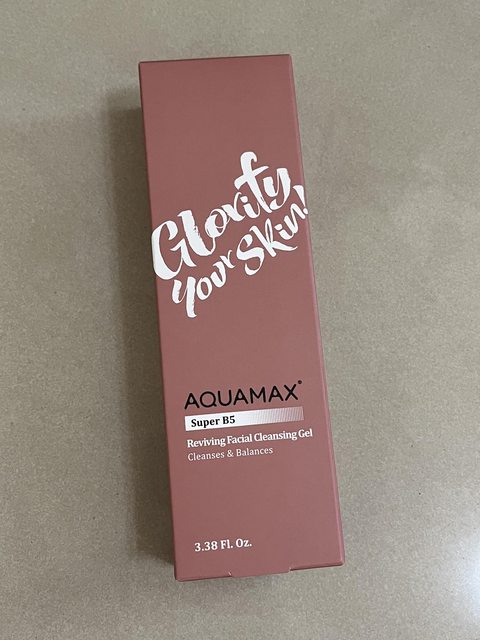 Glorify
Your Skin!
AQUAMAX®
Super B5
Reviving Facial Cleansing Gel
Cleanses & Balances
3.38 Fl. Oz.